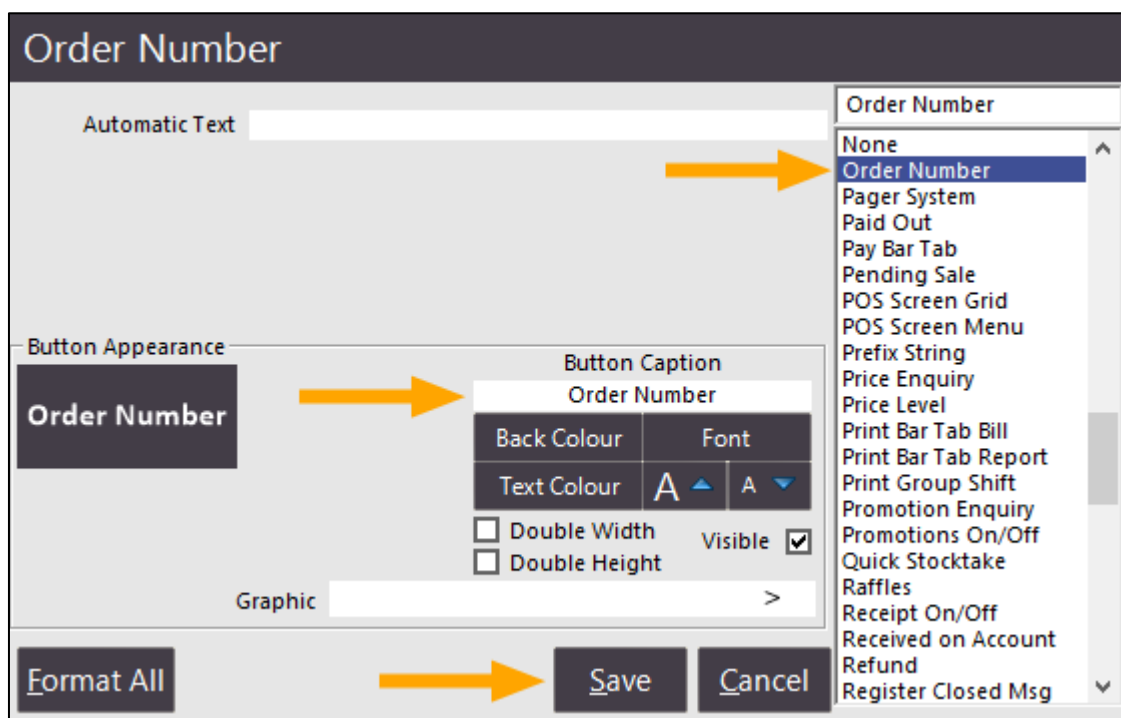 Order Number
Automatic Text
Order Number
None
Order Number
Pager System
Paid Out
Pay Bar Tab
Pending Sale
POS Screen Grid
POS Screen Menu
Prefix String
Price Enquiry
Price Level
Print Bar Tab Bill
Print Bar Tab Report
Print Group Shift
Promotion Enquiry
Promotions On/Off
Quick Stocktake
Raffles
Receipt On/Off
Received on Account
Refund
Register Closed Msg
Button Appearance
Order Number
Button Caption
Order Number
Back Colour
Font
Text Colour
A
A
Double Width
Visible
Double Height
Graphic
>
Format All
Save
Cancel